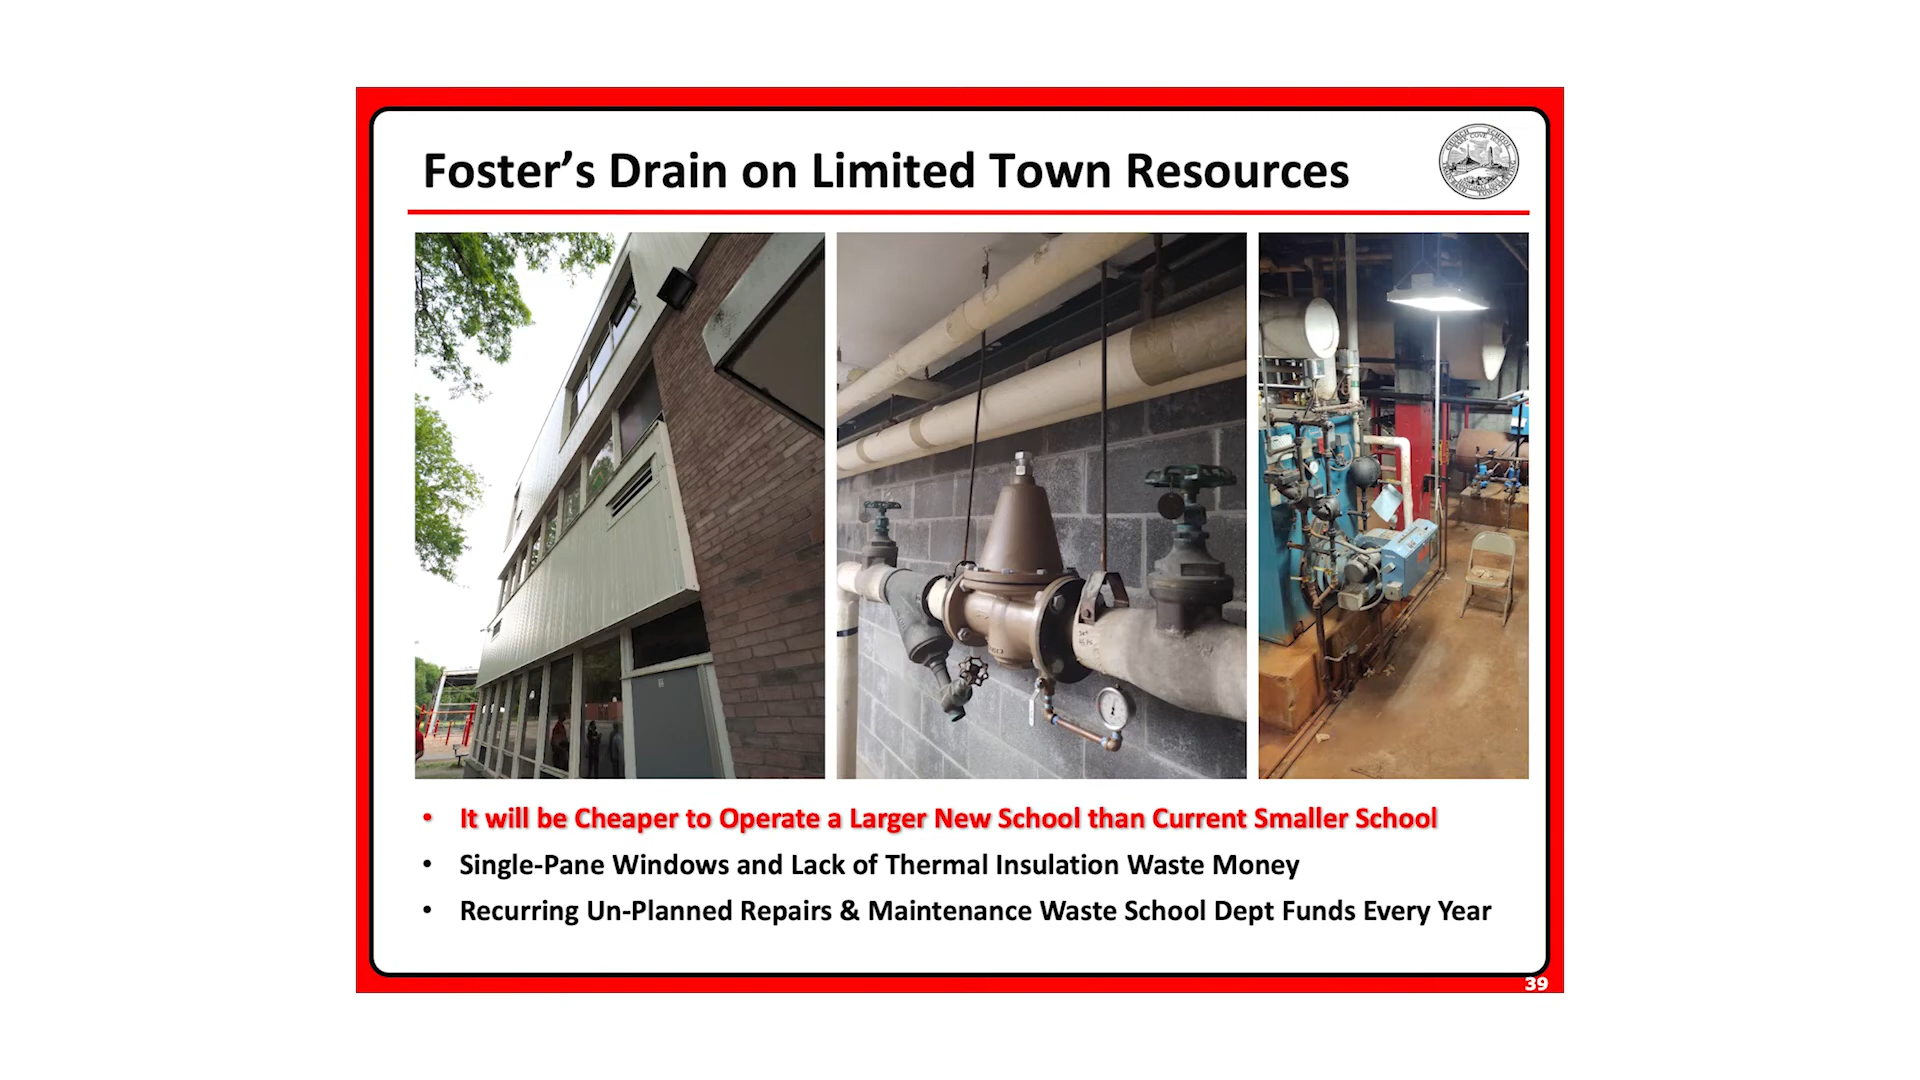 Foster’s Drain on Limited Town Resources
• It will be Cheaper to Operate a Larger New School than Current Smaller School
• Single-Pane Windows and Lack of Thermal Insulation Waste Money
• Recurring Un-Planned Repairs & Maintenance Waste School Dept Funds Every Year
39